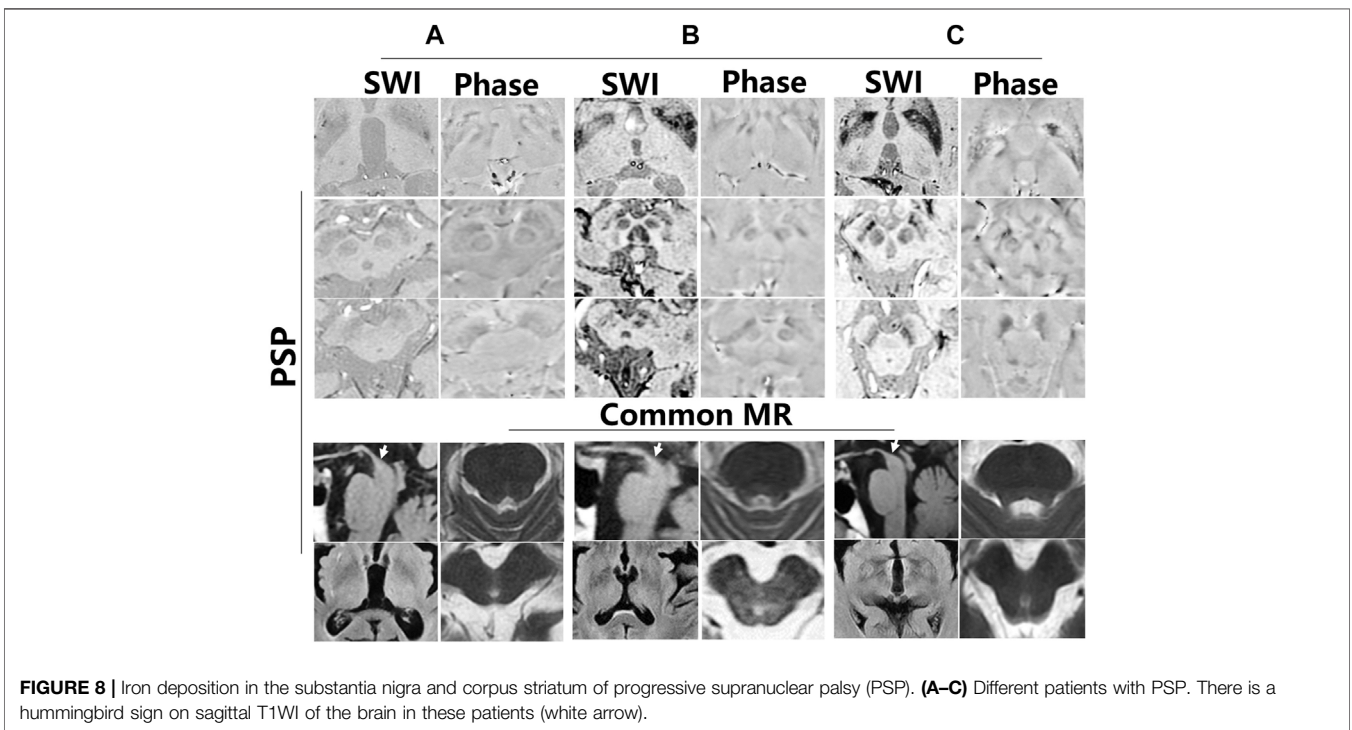 A B C
SWI Phase SWI Phase SWI Phase
PSP
Common MR
FIGURE 8 | Iron deposition in the substantia nigra and corpus striatum of progressive supranuclear palsy (PSP). (A–C) Different patients with PSP. There is a
hummingbird sign on sagittal T1WI of the brain in these patients (white arrow).